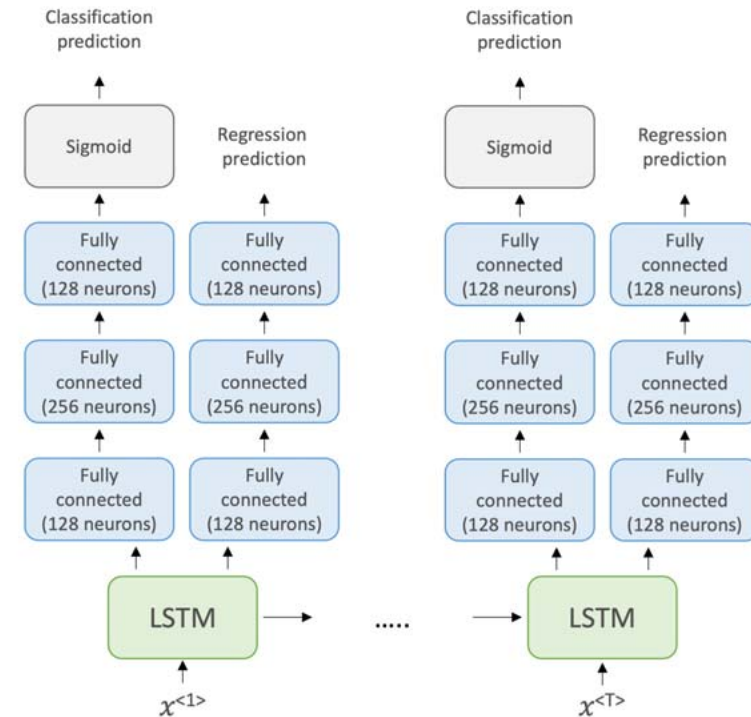 Classification
prediction
Sigmoid
Regression
prediction
Fully
connected
(128 neurons)
Fully
connected
(128 neurons)
Fully
connected
(256 neurons)
Fully
connected
(256 neurons)
Fully
connected
(128 neurons)
Fully
connected
(128 neurons)
LSTM
x<1>
.....
Classification
prediction
Sigmoid
Regression
prediction
Fully
connected
(128 neurons)
Fully
connected
(128 neurons)
Fully
connected
(256 neurons)
Fully
connected
(256 neurons)
Fully
connected
(128 neurons)
Fully
connected
(128 neurons)
LSTM
x<T>